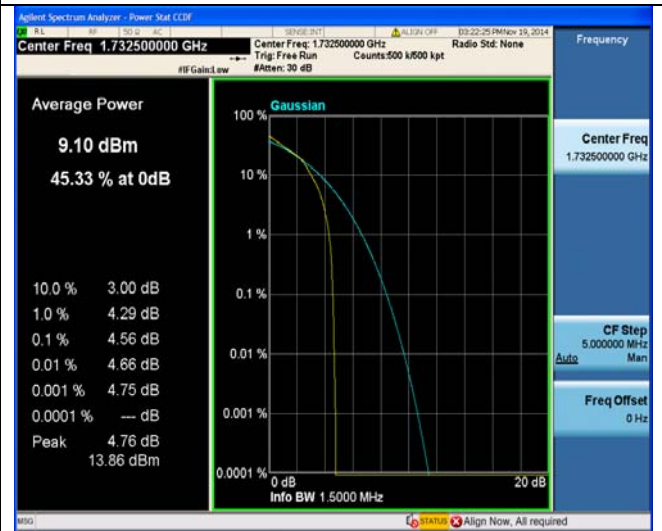 Agilent Spectrum Analyzer - Power Stat CCDF
RL RF 50 Ω AC SENSE:INT ALIGN OFF 03:22:25 PM Nov 19, 2014
Center Freq 1.732500000 GHz
Center Freq: 1.732500000 GHz Radio Std: None
Trig: Free Run Counts:500 k/500 kpt
#IFGain:Low #Atten: 30 dB
Frequency
Average Power
9.10 dBm
45.33 % at 0dB
10.0 % 3.00 dB
1.0 % 4.29 dB
0.1 % 4.56 dB
0.01 % 4.66 dB
0.001 % 4.75 dB
0.0001 % --- dB
Peak 4.76 dB
13.86 dBm
Gaussian
100 %
10 %
1 %
0.1 %
0.01 %
0.001 %
0.0001 %
0 dB 20 dB
Info BW 1.5000 MHz
Center Freq
1.732500000 GHz
CF Step
5.000000 MHz
Auto Man
Freq Offset
0 Hz
MSG STATUS Align Now, All required